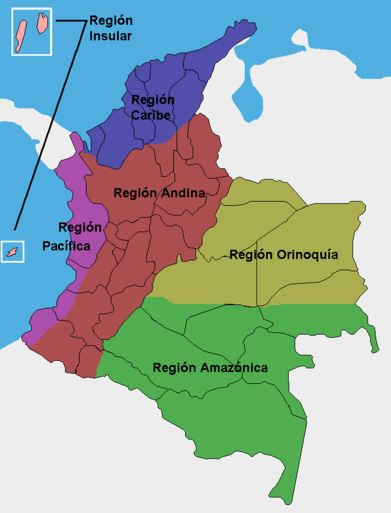 Región
Insular
Región
Caribe
Región Andina
Región
Pacífica
Región Orinoquía
Región Amazónica